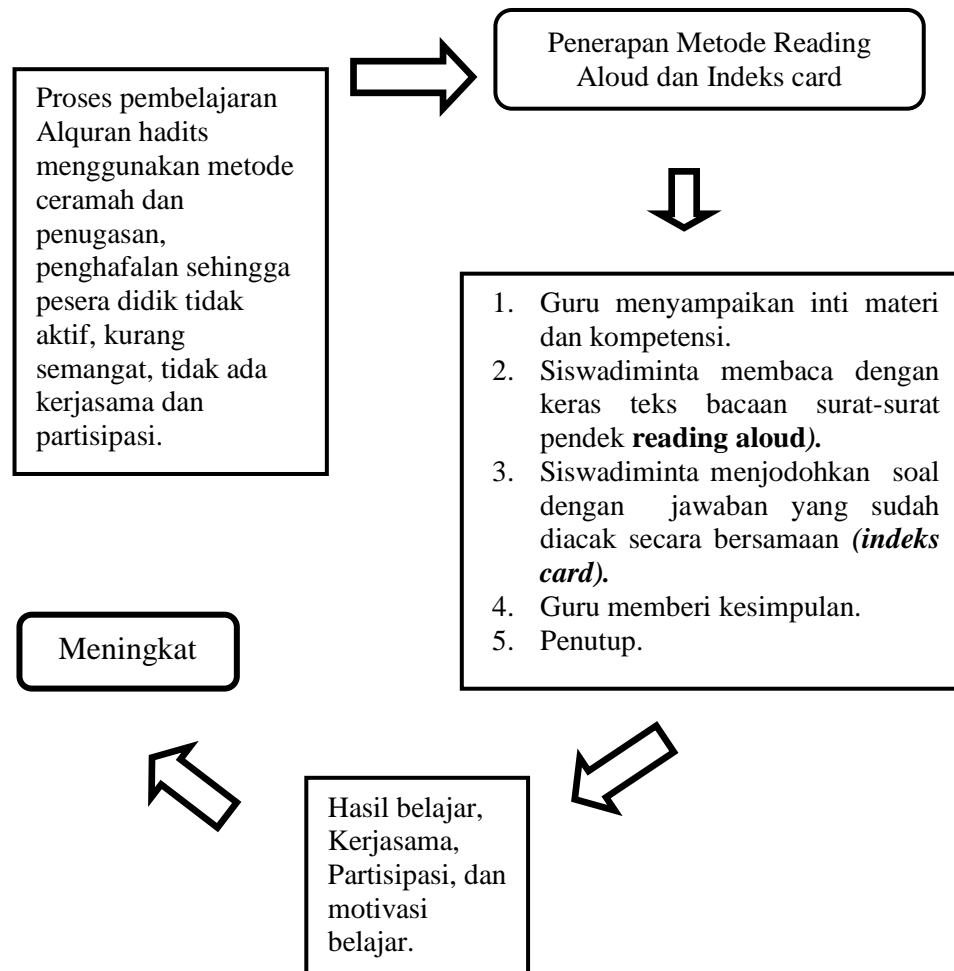 Proses pembelajaran
Alquran hadits
menggunakan metode
ceramah dan
penugasan,
penghafalan sehingga
pesera didik tidak
aktif, kurang
semangat, tidak ada
kerjasama dan
partisipasi.
Penerapan Metode Reading
Aloud dan Indeks card
1. Guru menyampaikan inti materi
dan kompetensi.
2. Siswadiminta membaca dengan
keras teks bacaan surat-surat
pendek reading aloud).
3. Siswadiminta menjodohkan soal
dengan jawaban yang sudah
diacak secara bersamaan (indeks
card).
4. Guru memberi kesimpulan.
5. Penutup.
Hasil belajar,
Kerjasama,
Partisipasi, dan
motivasi
belajar.
Meningkat